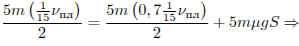 5m(1/15 ν_пл)/2 = 5m(0,7 1/15 ν_пл)/2 + 5mμgS ⇒